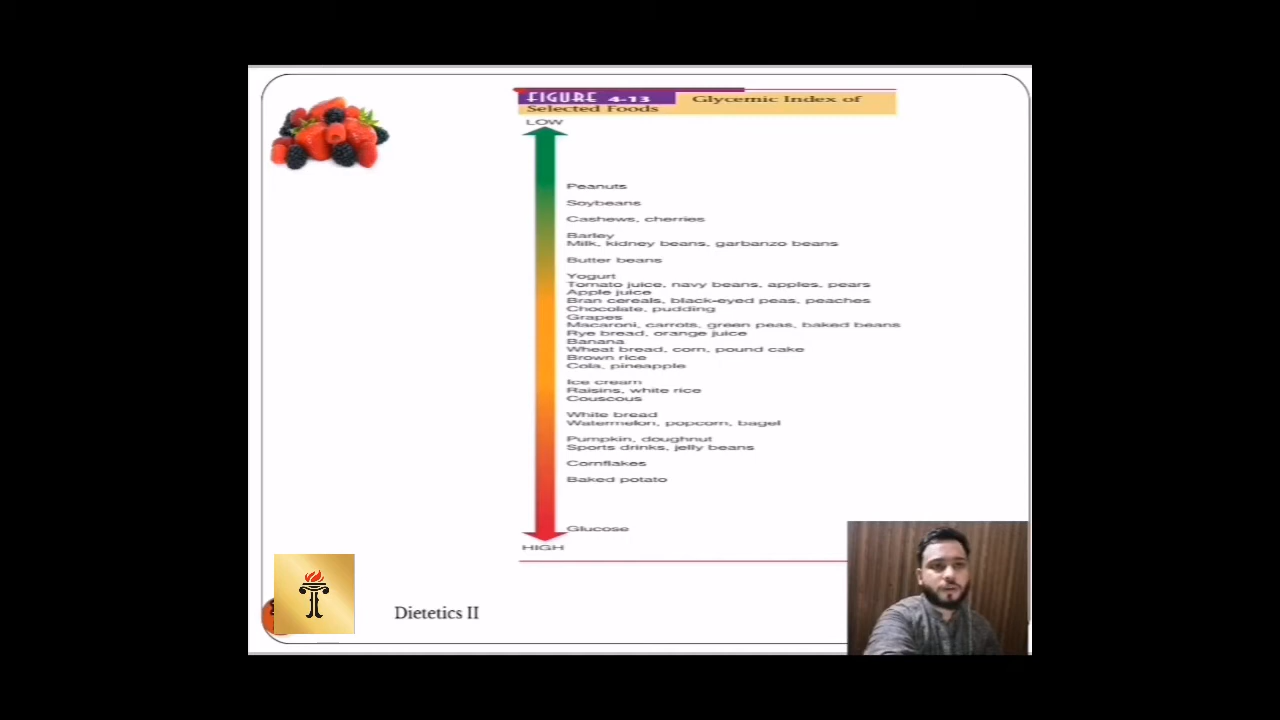 FIGURE 4-13 Glycemic Index of
Selected Foods
LOW
Peanuts
Soybeans
Cashews, cherries
Barley
Milk, kidney beans, garbanzo beans
Butter beans
Yogurt
Tomato juice, navy beans, apples, pears
Apple juice
Bran cereals, black-eyed peas, peaches
Chocolate, pudding
Grapes
Macaroni, carrots, green peas, baked beans
Rye bread, orange juice
Banana
Wheat bread, corn, pound cake
Brown rice
Cola, pineapple
Ice cream
Raisins, white rice
Couscous
White bread
Watermelon, popcorn, bagel
Pumpkin, doughnut
Sports drinks, jelly beans
Cornflakes
Baked potato
Glucose
HIGH
Dietetics II